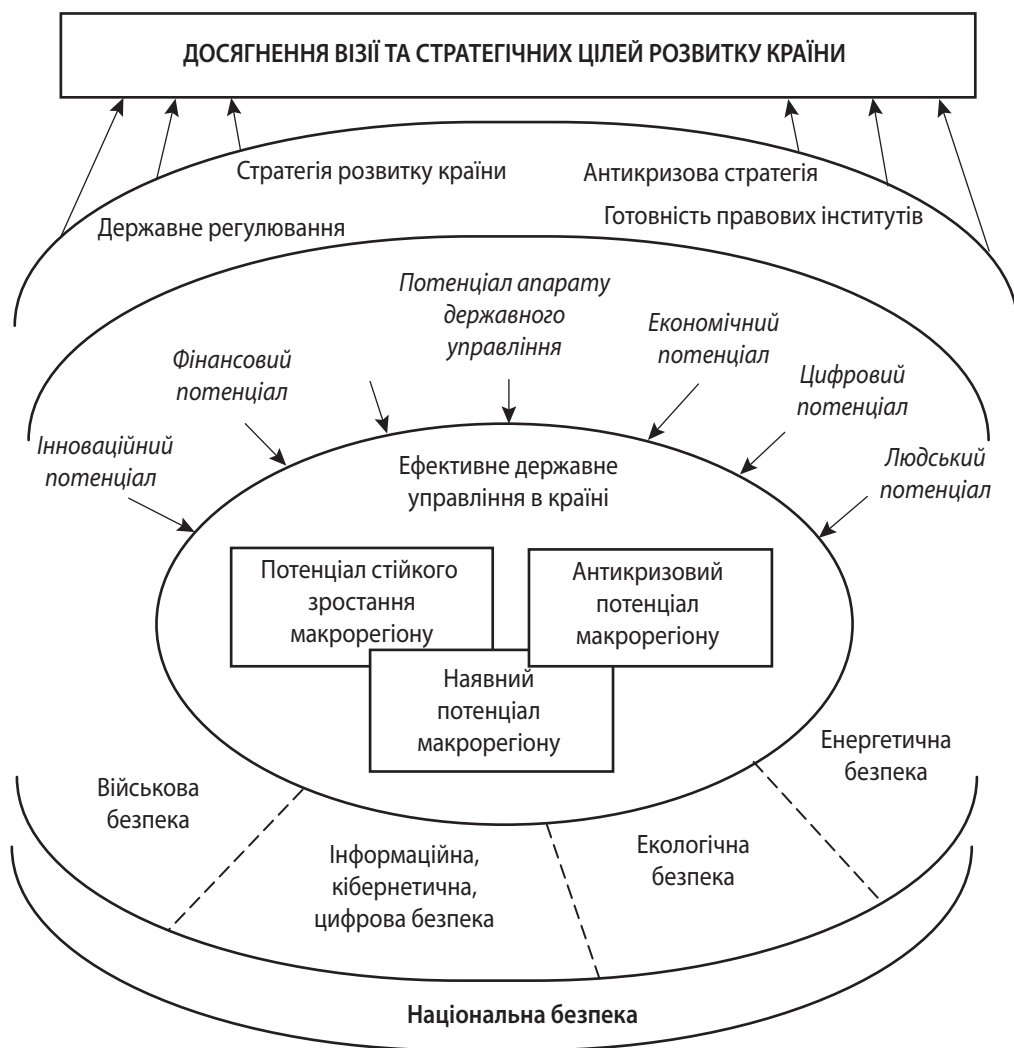 ДОСЯГНЕННЯ ВІЗІЇ ТА СТРАТЕГІЧНИХ ЦІЛЕЙ РОЗВИТКУ КРАЇНИ
Стратегія розвитку країни
Антикризова стратегія
Державне регулювання
Готовність правових інститутів
Інноваційний
потенціал
Фінансовий
потенціал
Потенціал апарату
державного
управління
Економічний
потенціал
Цифровий
потенціал
Людський
потенціал
Ефективне державне
управління в країні
Потенціал стійкого
зростання
макрорегіону
Антикризовий
потенціал
макрорегіону
Наявний
потенціал
макрорегіону
Військова
безпека
Інформаційна,
кібернетична,
цифрова безпека
Екологічна
безпека
Енергетична
безпека
Національна безпека